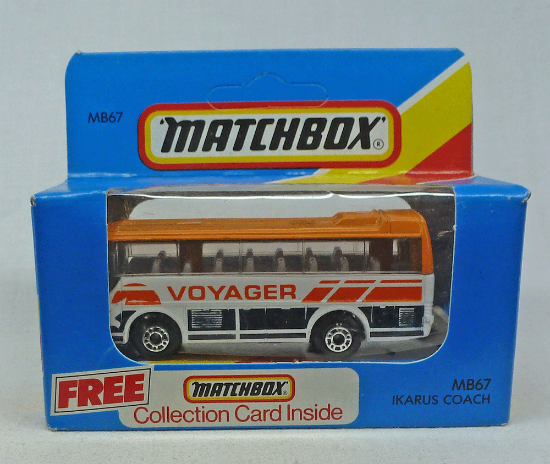 MB67
"MATCHBOX"®
VOYAGER
FREE
"MATCHBOX"®
Collection Card Inside
MB67
IKARUS COACH